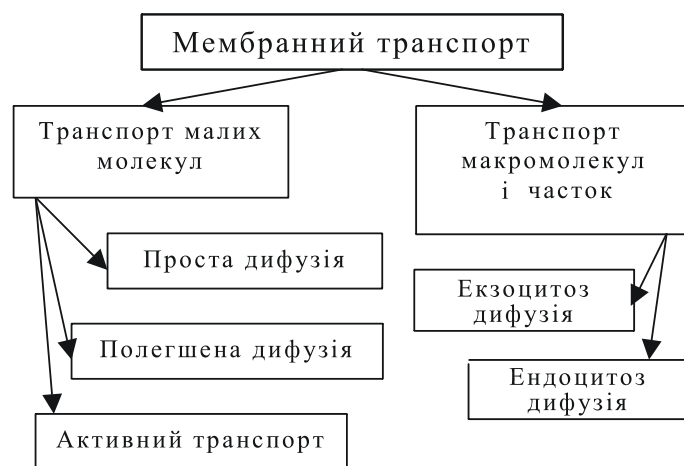 Мембранний транспорт
Транспорт малих
молекул
Транспорт
макромолекул
і часток
Проста дифузія
Полегшена дифузія
Активний транспорт
Екзоцитоз
дифузія
Ендоцитоз
дифузія